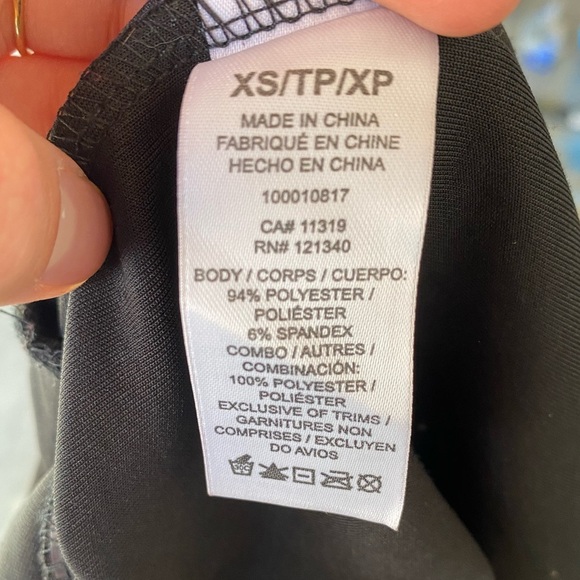 XS/TP/XP
MADE IN CHINA
FABRIQUÉ EN CHINE
HECHO EN CHINA
100010817
CA# 11319
RN# 121340
BODY / CORPS / CUERPO:
94% POLYESTER /
POLIÉSTER
6% SPANDEX
COMBO / AUTRES /
COMBINACIÓN:
100% POLYESTER /
POLIÉSTER
EXCLUSIVE OF TRIMS /
GARNITURES NON
COMPRISES / EXCLUYEN
DO AVIOS